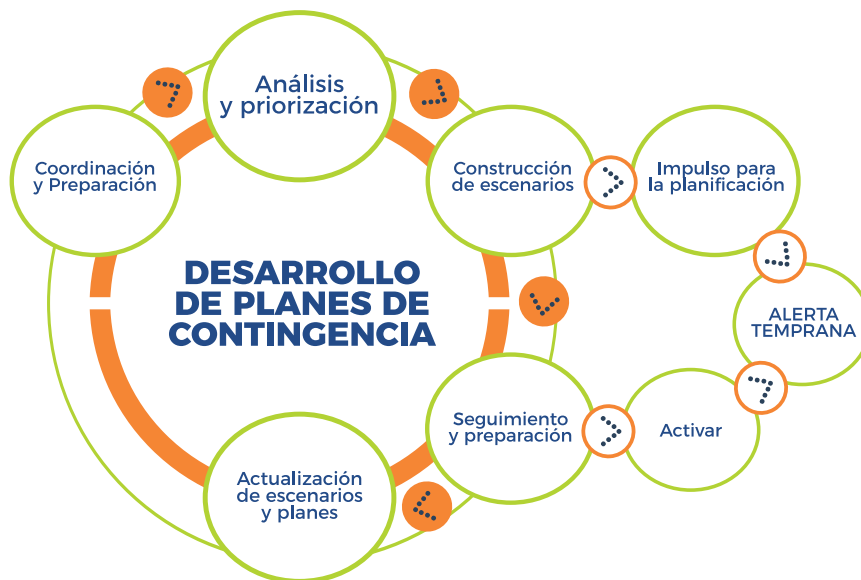 Análisis
y priorización
Coordinación
y Preparación
Construcción
de escenarios
Impulso para
la planificación
DESARROLLO
DE PLANES DE
CONTINGENCIA
ALERTA
TEMPRANA
Seguimiento
y preparación
Activar
Actualización
de escenarios
y planes